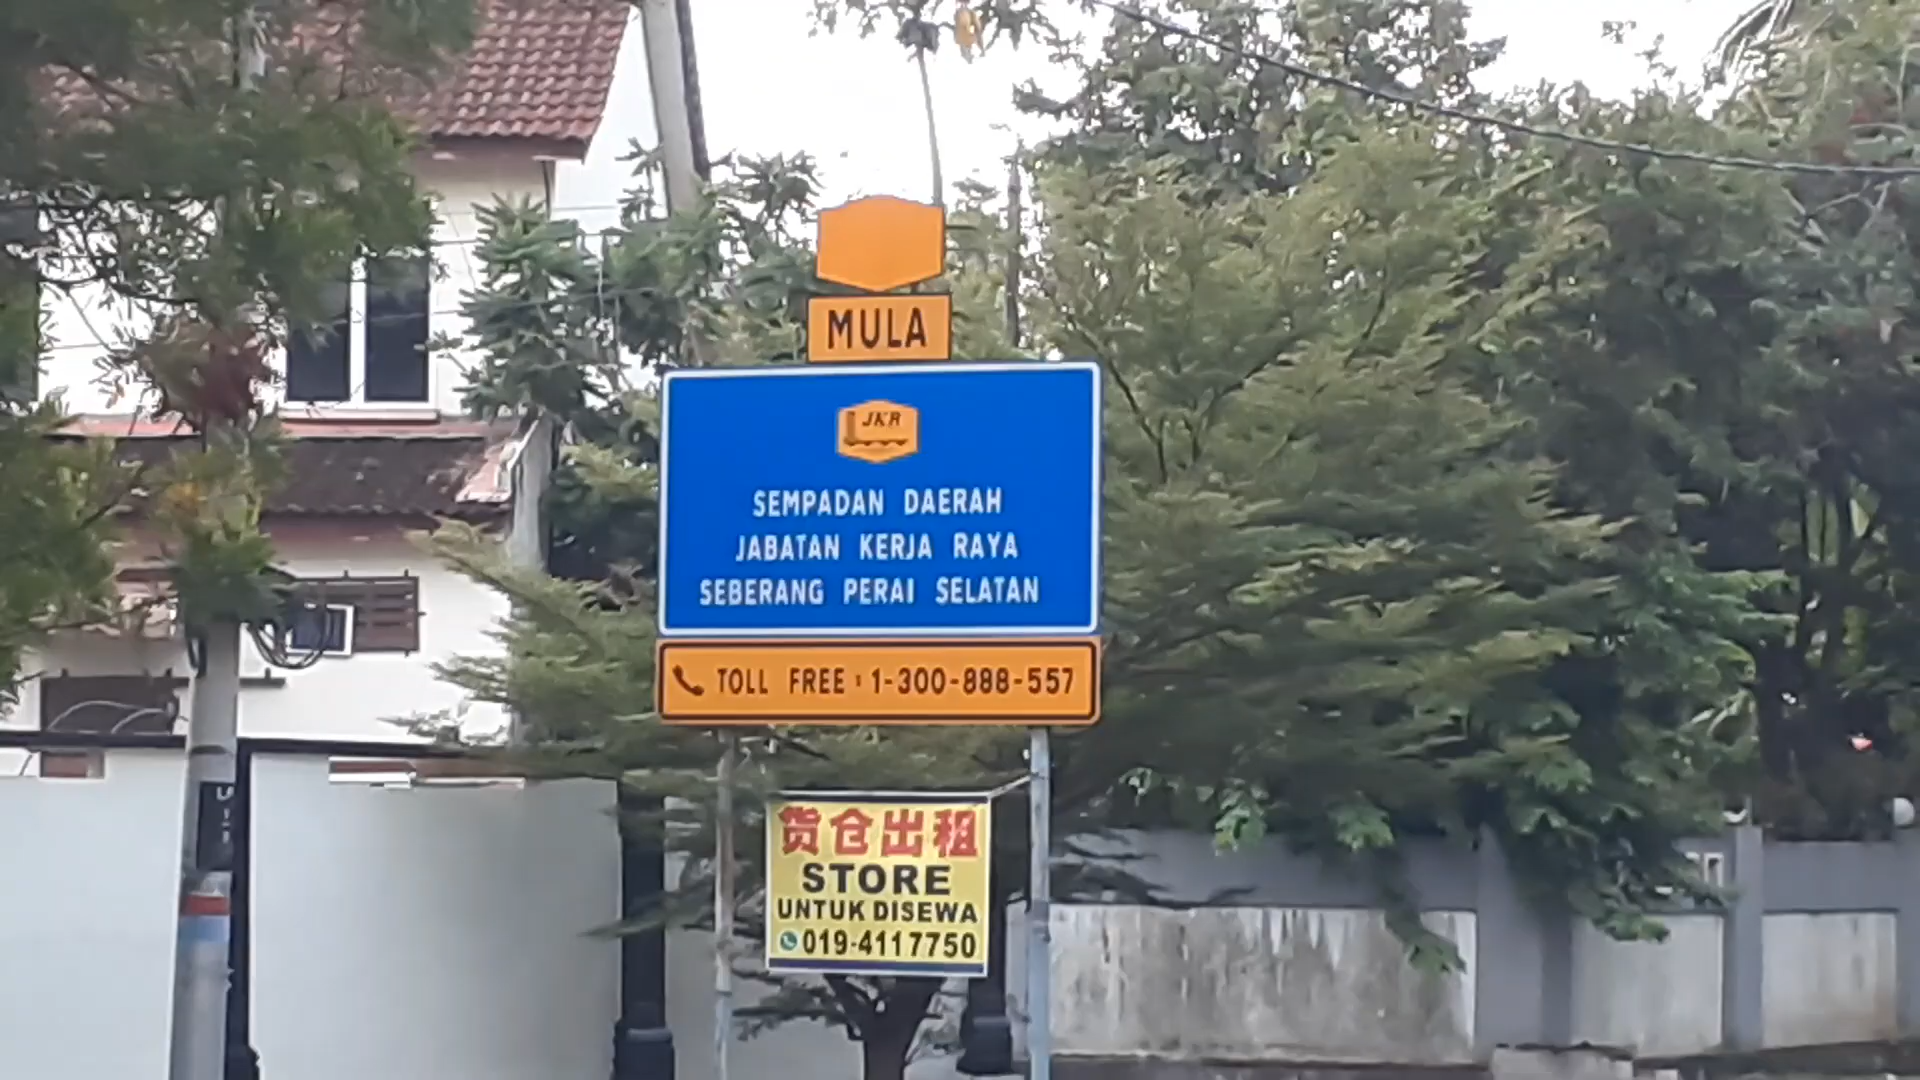 MULA
JKR
SEMPADAN DAERAH
JABATAN KERJA RAYA
SEBERANG PERAI SELATAN
TOLL FREE : 1-300-888-557
货仓出租
STORE
UNTUK DISEWA
019-4117750